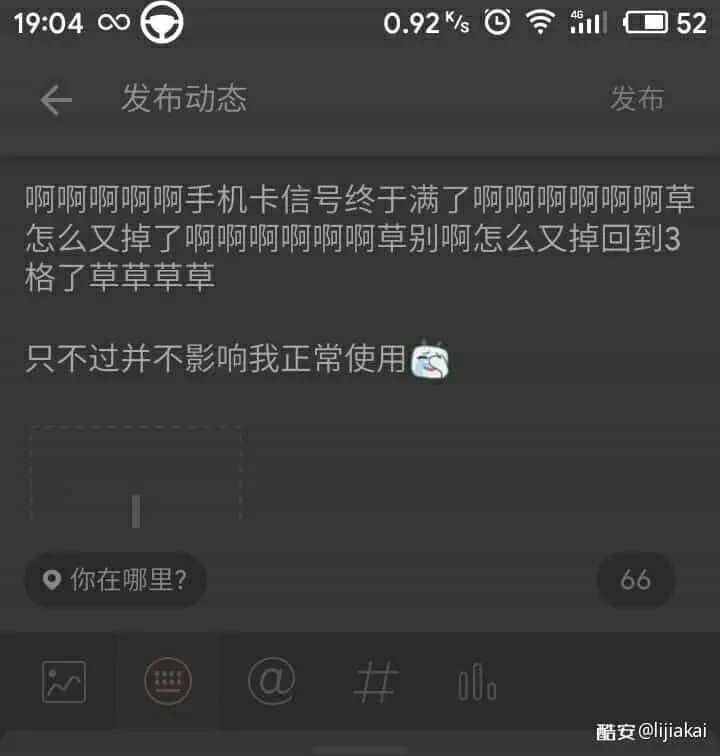 19:04 0.92 K/s 4G 52
发布动态 发布
啊啊啊啊啊手机卡信号终于满了啊啊啊啊啊啊草
怎么又掉了啊啊啊啊啊啊草别啊怎么又掉回到3
格了草草草草
只不过并不影响我正常使用
你在哪里? 66
@ #
酷安@lijiakai